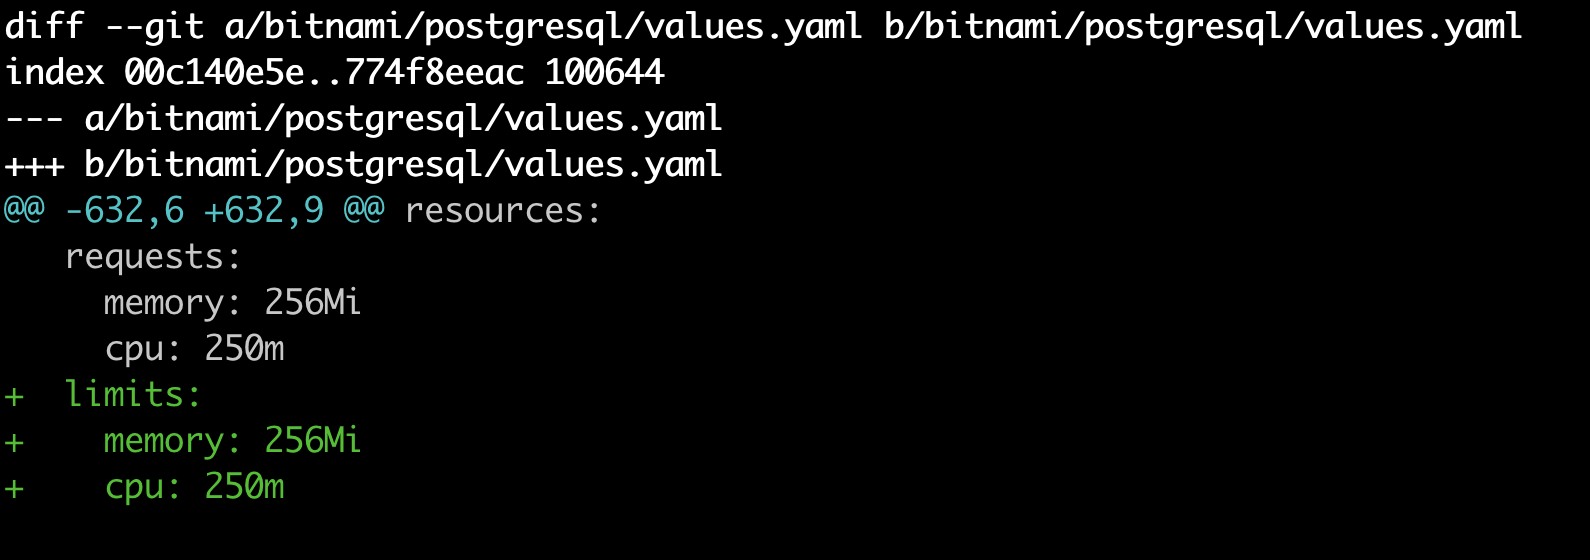 diff --git a/bitnami/postgresql/values.yaml b/bitnami/postgresql/values.yaml
index 00c140e5e..774f8eeac 100644
--- a/bitnami/postgresql/values.yaml
+++ b/bitnami/postgresql/values.yaml
@@ -632,6 +632,9 @@ resources:
   requests:
     memory: 256Mi
     cpu: 250m
+  limits:
+    memory: 256Mi
+    cpu: 250m